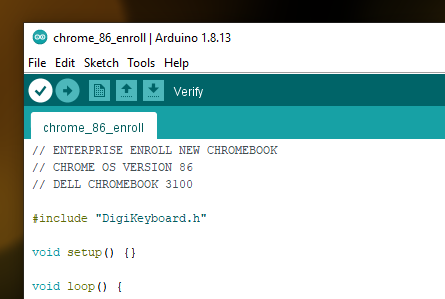 chrome_86_enroll | Arduino 1.8.13
File Edit Sketch Tools Help
Verify
chrome_86_enroll
// ENTERPRISE ENROLL NEW CHROMEBOOK
// CHROME OS VERSION 86
// DELL CHROMEBOOK 3100
#include "DigiKeyboard.h"
void setup() {}
void loop() {